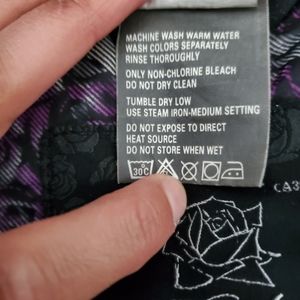 MACHINE WASH WARM WATER
WASH COLORS SEPARATELY
RINSE THOROUGHLY
ONLY NON-CHLORINE BLEACH
DO NOT DRY CLEAN
TUMBLE DRY LOW
USE STEAM IRON-MEDIUM SETTING
DO NOT EXPOSE TO DIRECT
HEAT SOURCE
DO NOT STORE WHEN WET
30°C
CA3